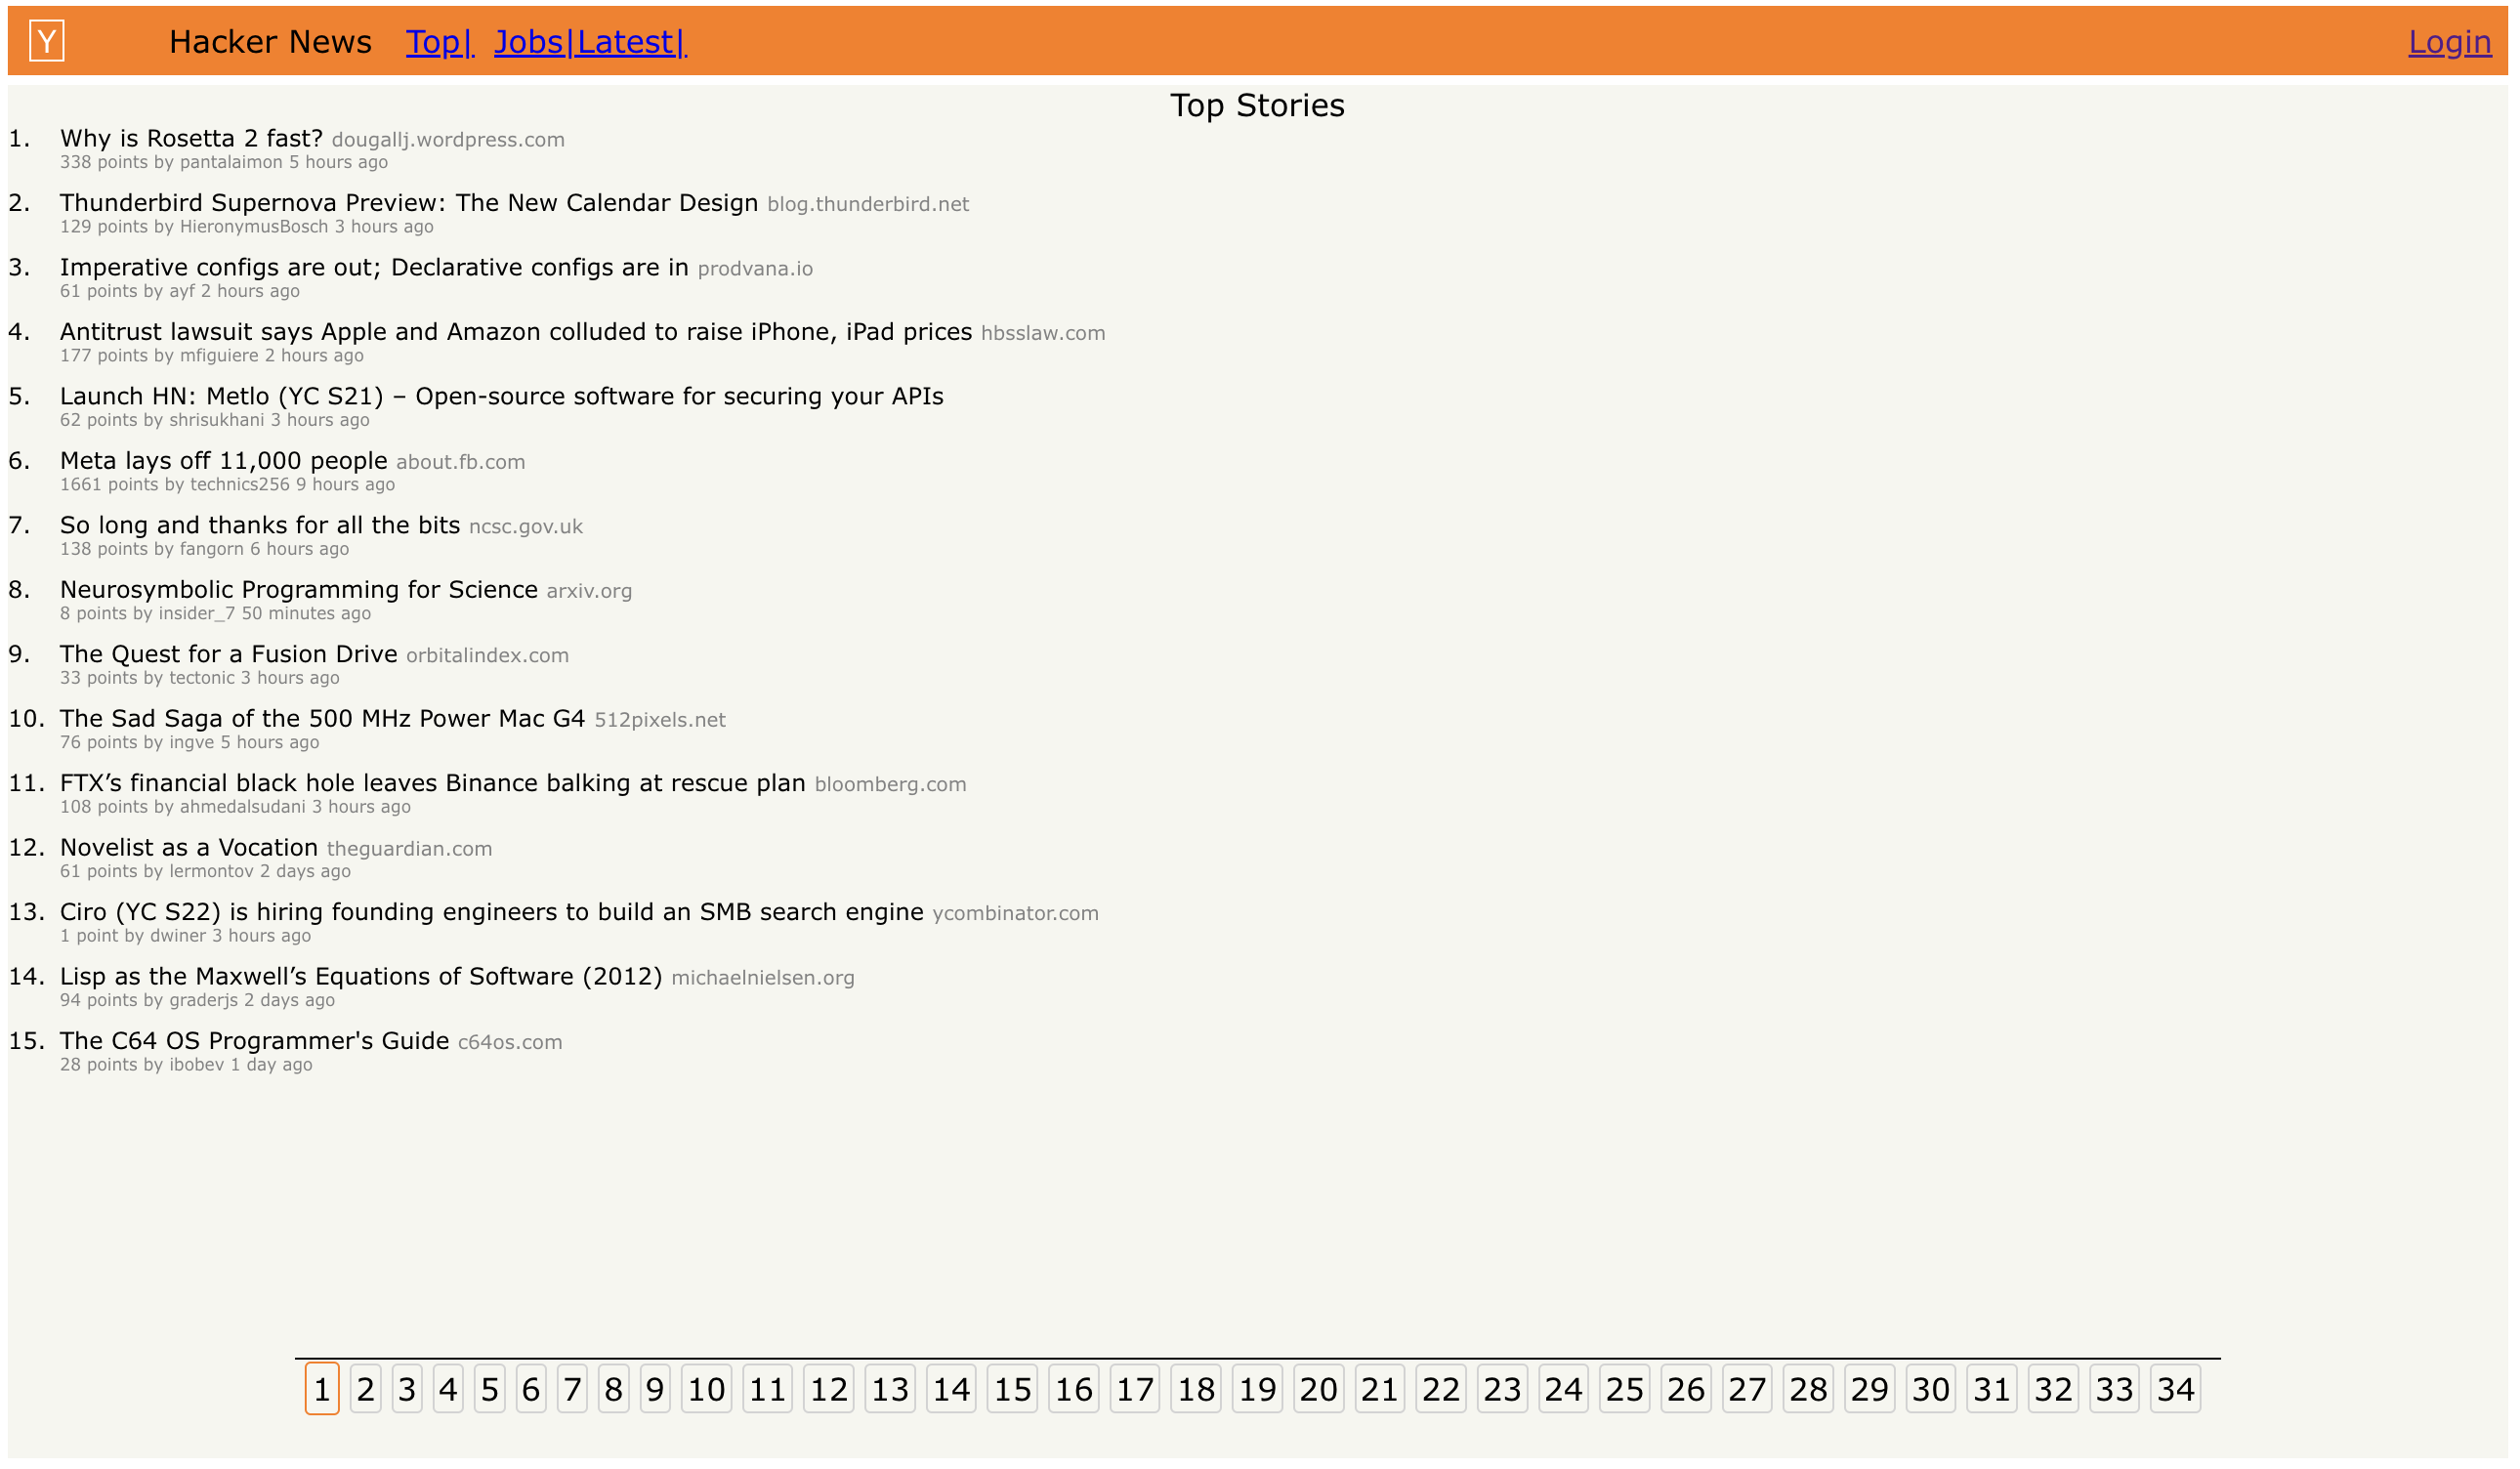 Y Hacker News Top| Jobs|Latest| Login
Top Stories
1. Why is Rosetta 2 fast? dougallj.wordpress.com
338 points by pantalaimon 5 hours ago
2. Thunderbird Supernova Preview: The New Calendar Design blog.thunderbird.net
129 points by HieronymusBosch 3 hours ago
3. Imperative configs are out; Declarative configs are in prodvana.io
61 points by ayf 2 hours ago
4. Antitrust lawsuit says Apple and Amazon colluded to raise iPhone, iPad prices hbsslaw.com
177 points by mfiguiere 2 hours ago
5. Launch HN: Metlo (YC S21) – Open-source software for securing your APIs
62 points by shrisukhani 3 hours ago
6. Meta lays off 11,000 people about.fb.com
1661 points by technics256 9 hours ago
7. So long and thanks for all the bits ncsc.gov.uk
138 points by fangorn 6 hours ago
8. Neurosymbolic Programming for Science arxiv.org
8 points by insider_7 50 minutes ago
9. The Quest for a Fusion Drive orbitalindex.com
33 points by tectonic 3 hours ago
10. The Sad Saga of the 500 MHz Power Mac G4 512pixels.net
76 points by ingve 5 hours ago
11. FTX’s financial black hole leaves Binance balking at rescue plan bloomberg.com
108 points by ahmedalsudani 3 hours ago
12. Novelist as a Vocation theguardian.com
61 points by lermontov 2 days ago
13. Ciro (YC S22) is hiring founding engineers to build an SMB search engine ycombinator.com
1 point by dwiner 3 hours ago
14. Lisp as the Maxwell’s Equations of Software (2012) michaelnielsen.org
94 points by graderjs 2 days ago
15. The C64 OS Programmer's Guide c64os.com
28 points by ibobev 1 day ago
1 2 3 4 5 6 7 8 9 10 11 12 13 14 15 16 17 18 19 20 21 22 23 24 25 26 27 28 29 30 31 32 33 34